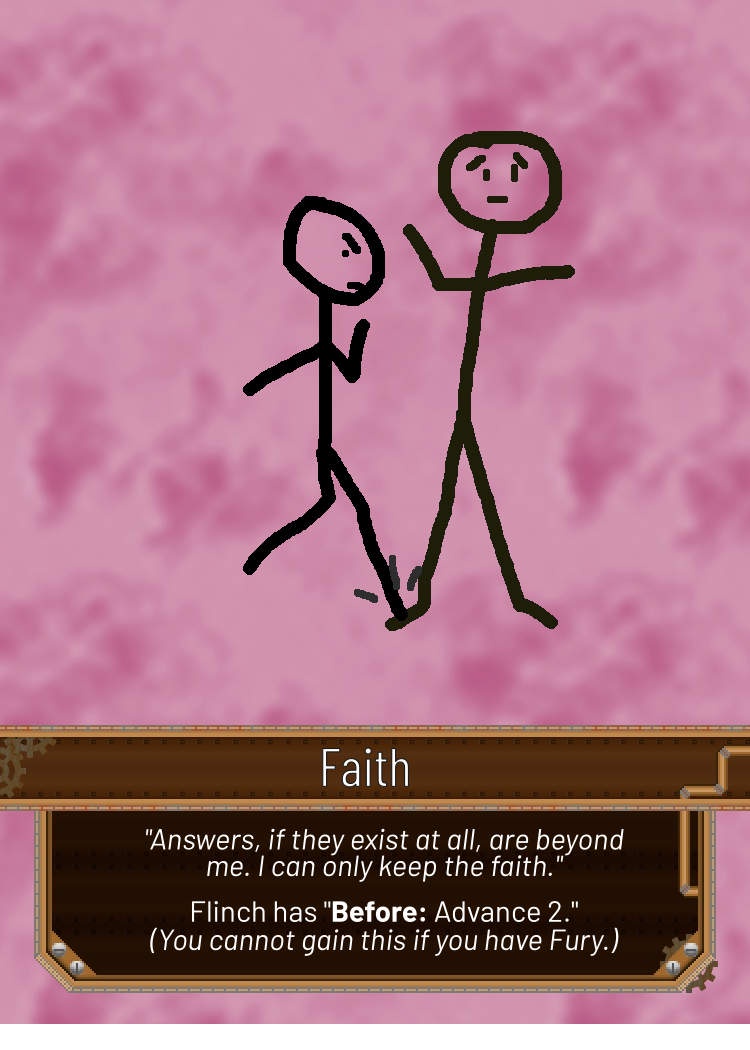 Faith
"Answers, if they exist at all, are beyond
me. I can only keep the faith."
Flinch has "Before: Advance 2."
(You cannot gain this if you have Fury.)